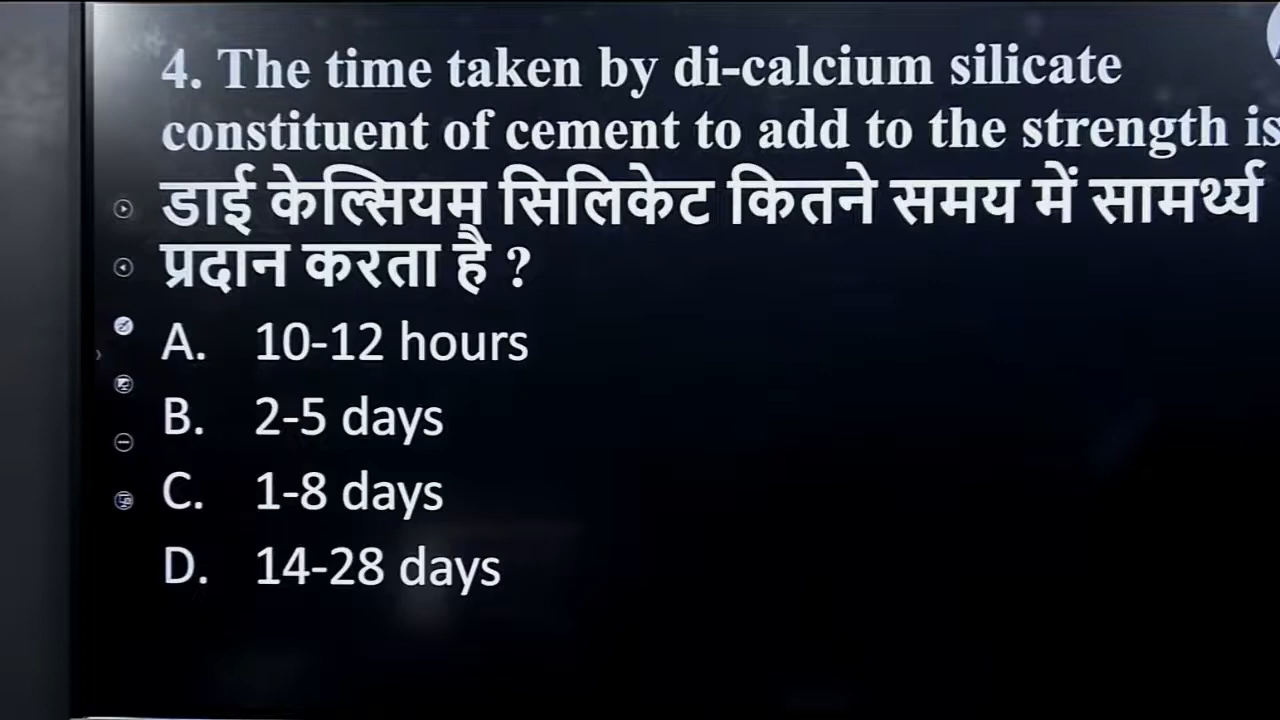 4. The time taken by di-calcium silicate
constituent of cement to add to the strength is
डाई केल्सियम सिलिकेट कितने समय में सामर्थ्य
प्रदान करता है ?
A. 10-12 hours
B. 2-5 days
C. 1-8 days
D. 14-28 days